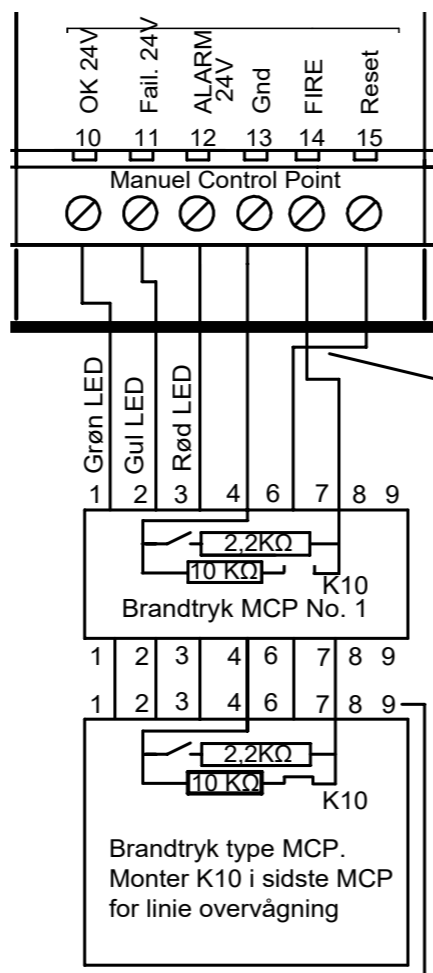 OK 24V
Fail. 24V
ALARM
24V
Gnd
FIRE
Reset
10 11 12 13 14 15
Manuel Control Point
Grøn LED
Gul LED
Rød LED
1 2 3 4 6 7 8 9
2,2KΩ
10 KΩ
K10
Brandtryk MCP No. 1
1 2 3 4 6 7 8 9
1 2 3 4 6 7 8 9
2,2KΩ
10 KΩ
K10
Brandtryk type MCP.
Monter K10 i sidste MCP
for linie overvågning